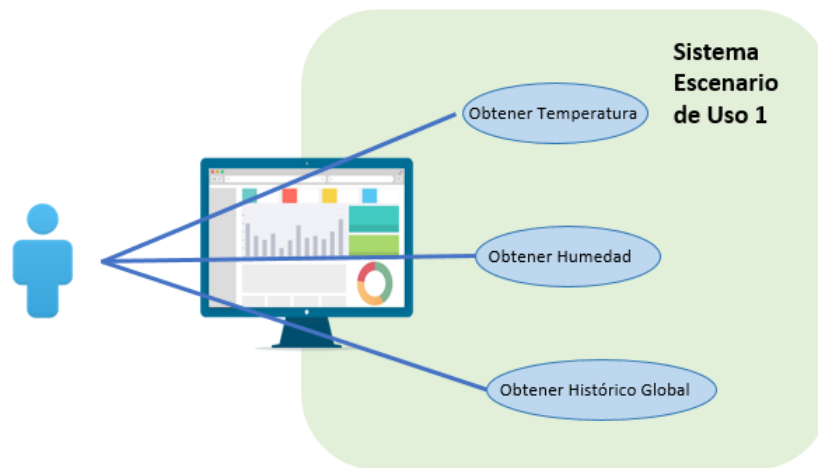 Sistema
Escenario
de Uso 1
Obtener Temperatura
Obtener Humedad
Obtener Histórico Global